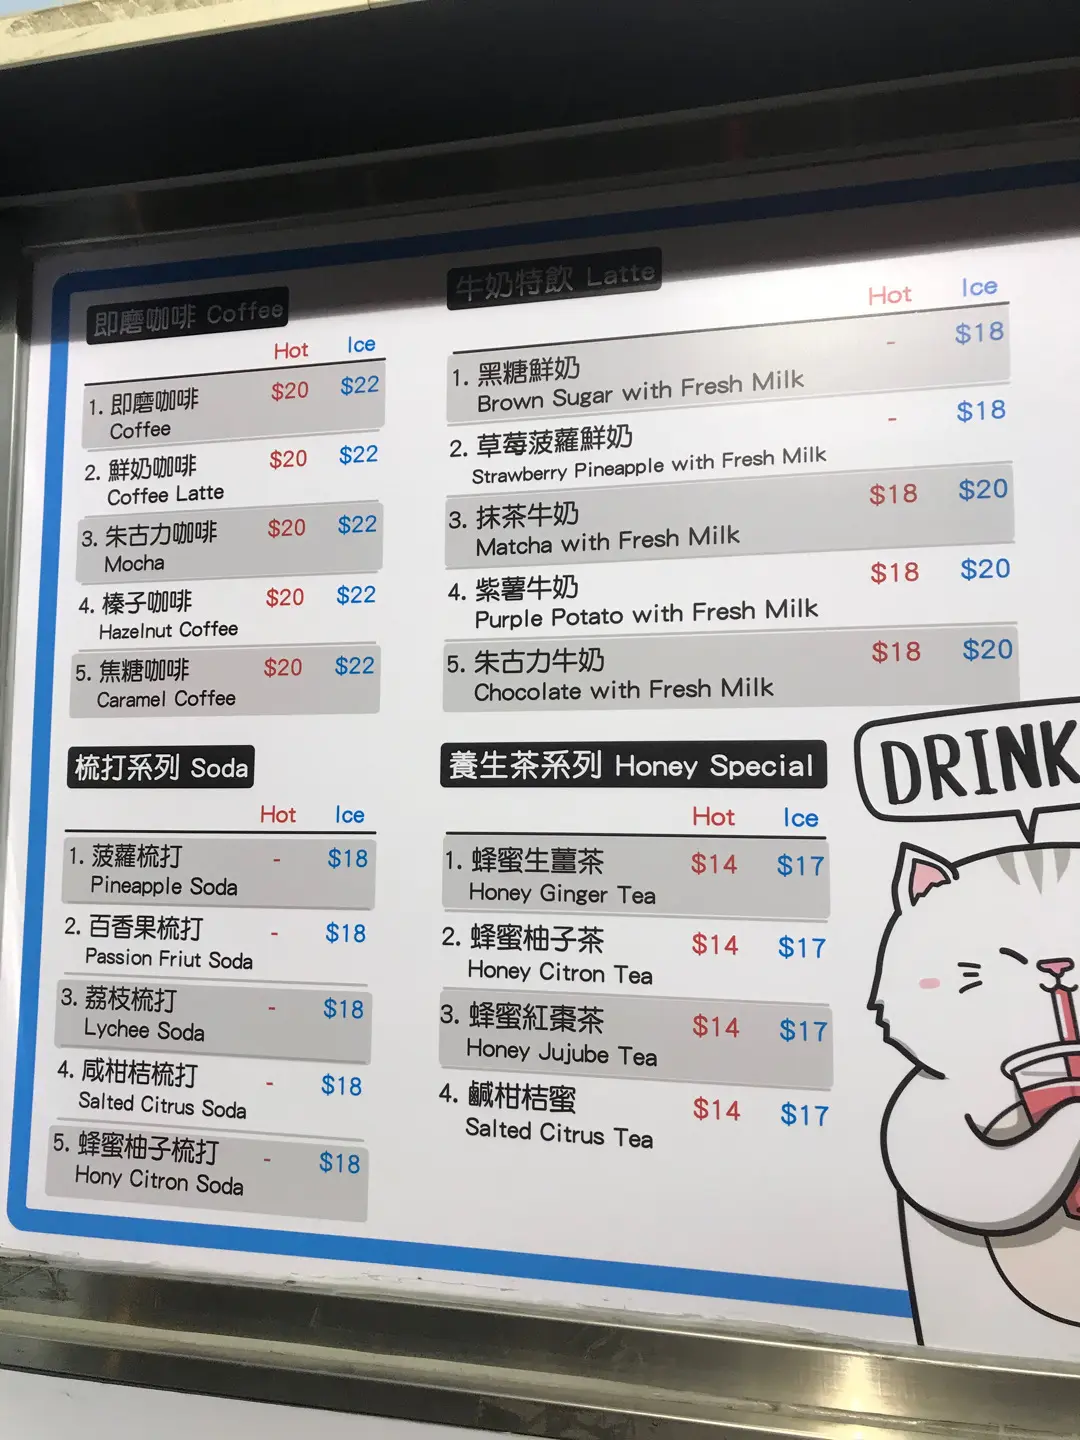 即磨咖啡 Coffee
Hot Ice
1. 即磨咖啡 $20 $22
Coffee
2. 鮮奶咖啡 $20 $22
Coffee Latte
3. 朱古力咖啡 $20 $22
Mocha
4. 榛子咖啡 $20 $22
Hazelnut Coffee
5. 焦糖咖啡 $20 $22
Caramel Coffee
牛奶特飲 Latte
Hot Ice
1. 黑糖鮮奶 - $18
Brown Sugar with Fresh Milk
2. 草莓菠蘿鮮奶 - $18
Strawberry Pineapple with Fresh Milk
3. 抹茶牛奶 $18 $20
Matcha with Fresh Milk
4. 紫薯牛奶 $18 $20
Purple Potato with Fresh Milk
5. 朱古力牛奶 $18 $20
Chocolate with Fresh Milk
梳打系列 Soda
Hot Ice
1. 菠蘿梳打 - $18
Pineapple Soda
2. 百香果梳打 - $18
Passion Friut Soda
3. 荔枝梳打 - $18
Lychee Soda
4. 咸柑桔梳打 - $18
Salted Citrus Soda
5. 蜂蜜柚子梳打 - $18
Hony Citron Soda
養生茶系列 Honey Special
Hot Ice
1. 蜂蜜生薑茶 $14 $17
Honey Ginger Tea
2. 蜂蜜柚子茶 $14 $17
Honey Citron Tea
3. 蜂蜜紅棗茶 $14 $17
Honey Jujube Tea
4. 鹹柑桔蜜 $14 $17
Salted Citrus Tea
DRINK